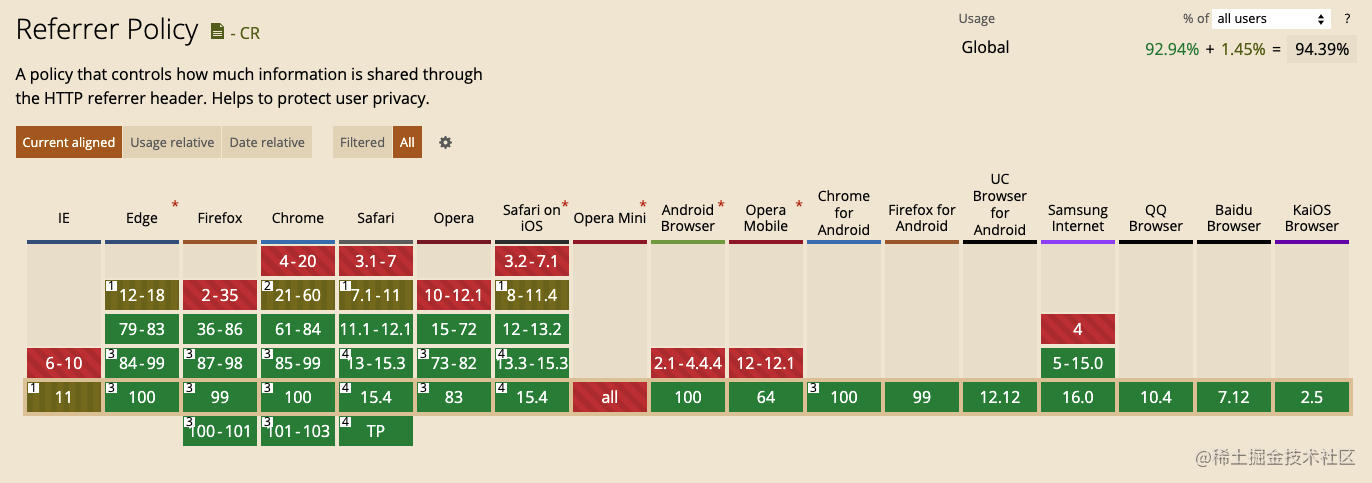 Referrer Policy - CR
Usage % of all users ?
Global 92.94% + 1.45% = 94.39%
A policy that controls how much information is shared through
the HTTP referrer header. Helps to protect user privacy.
Current aligned Usage relative Date relative Filtered All
IE
Edge *
Firefox
Chrome
Safari
Opera
Safari on *
iOS
Opera Mini *
Android *
Browser
Opera *
Mobile
Chrome
for
Android
Firefox for
Android
UC
Browser
for
Android
Samsung
Internet
QQ
Browser
Baidu
Browser
KaiOS
Browser
4-20 3.1-7 3.2-7.1
1 12-18 2-35 2 21-60 1 7.1-11 10-12.1 1 8-11.4
79-83 36-86 61-84 11.1-12.1 15-72 12-13.2 4
6-10 3 84-99 3 87-98 3 85-99 4 13-15.3 3 73-82 4 13.3-15.3 2.1-4.4.4 12-12.1 5-15.0
1 11 3 100 3 99 3 100 4 15.4 3 83 4 15.4 all 100 64 3 100 99 12.12 16.0 10.4 7.12 2.5
3 100-101 3 101-103 4 TP
@稀土掘金技术社区